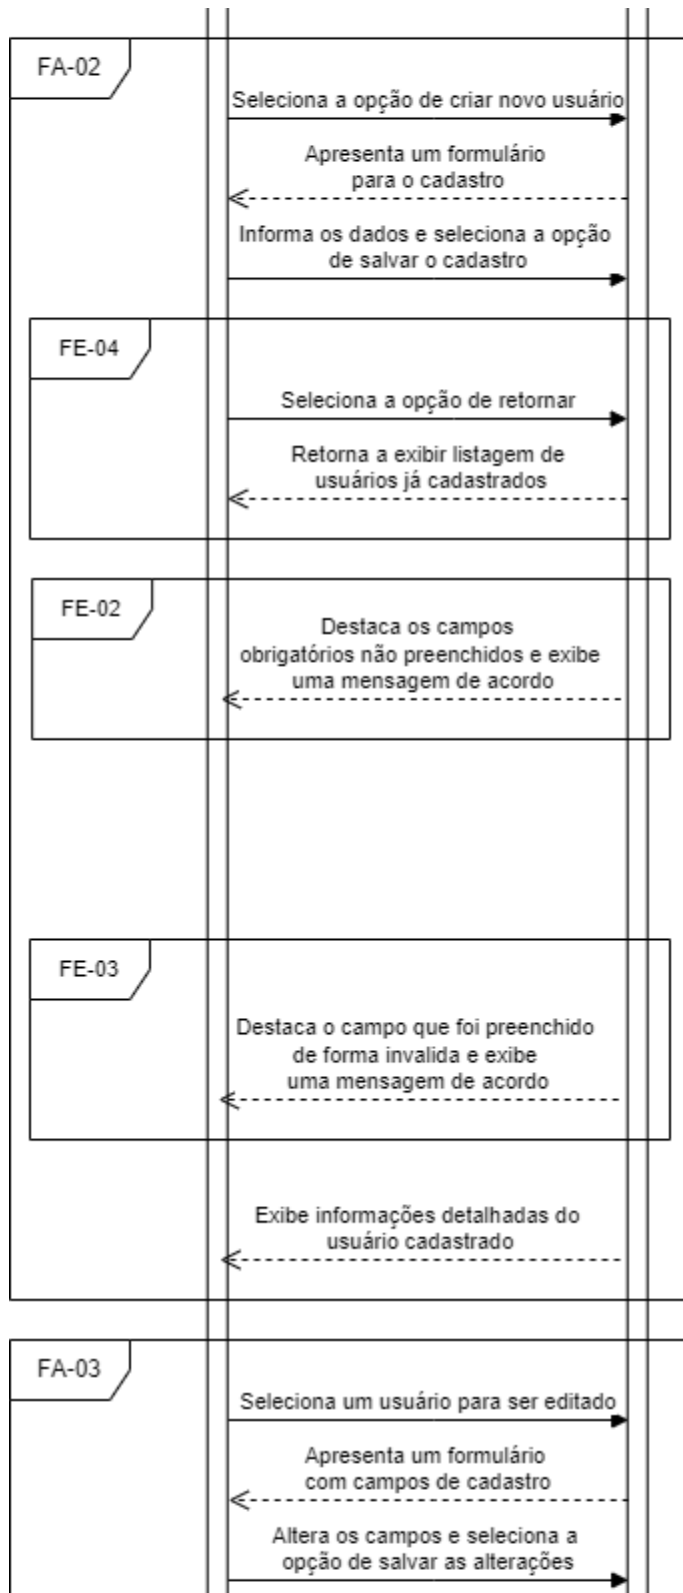 FA-02
Seleciona a opção de criar novo usuário
Apresenta um formulário
para o cadastro
Informa os dados e seleciona a opção
de salvar o cadastro
FE-04
Seleciona a opção de retornar
Retorna a exibir listagem de
usuários já cadastrados
FE-02
Destaca os campos
obrigatórios não preenchidos e exibe
uma mensagem de acordo
FE-03
Destaca o campo que foi preenchido
de forma invalida e exibe
uma mensagem de acordo
Exibe informações detalhadas do
usuário cadastrado
FA-03
Seleciona um usuário para ser editado
Apresenta um formulário
com campos de cadastro
Altera os campos e seleciona a
opção de salvar as alterações